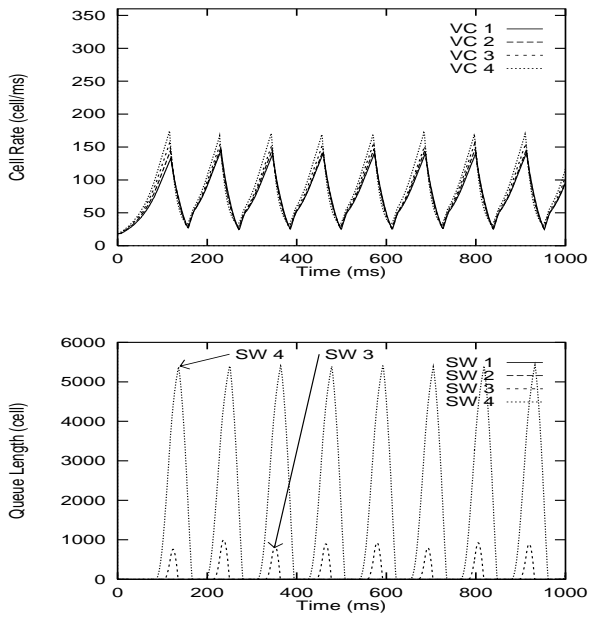 350
300
250
200
150
100
50
0
Cell Rate (cell/ms)
VC 1
VC 2
VC 3
VC 4
0 200 400 600 800 1000
Time (ms)
6000
5000
4000
3000
2000
1000
0
Queue Length (cell)
SW 4 SW 3
SW 1
SW 2
SW 3
SW 4
0 200 400 600 800 1000
Time (ms)